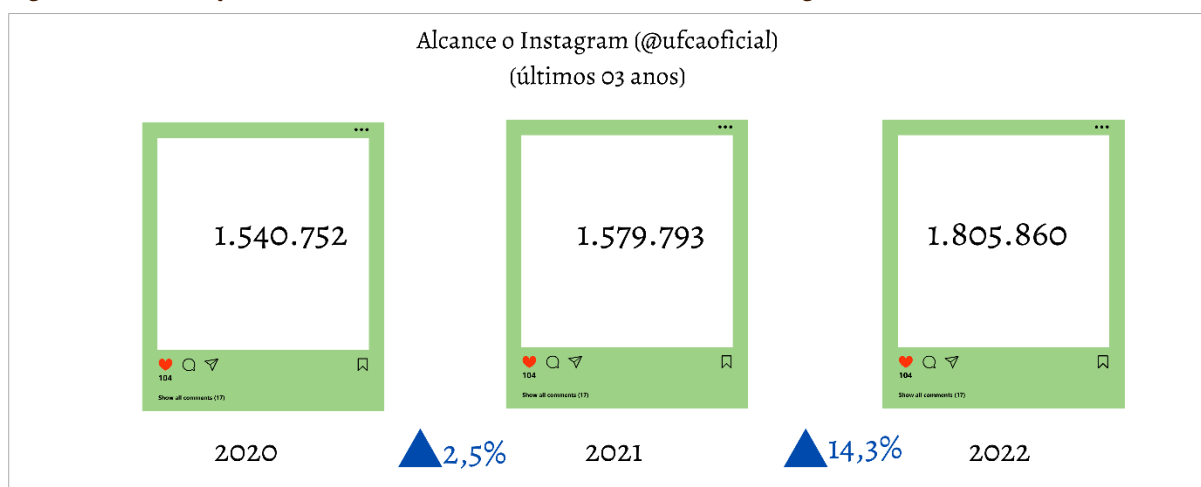 Alcance o Instagram (@ufcaoficial)
(últimos 03 anos)
1.540.752
1.579.793
1.805.860
104
104
104
Show all comments (17)
Show all comments (17)
Show all comments (17)
2020
2,5%
2021
14,3%
2022